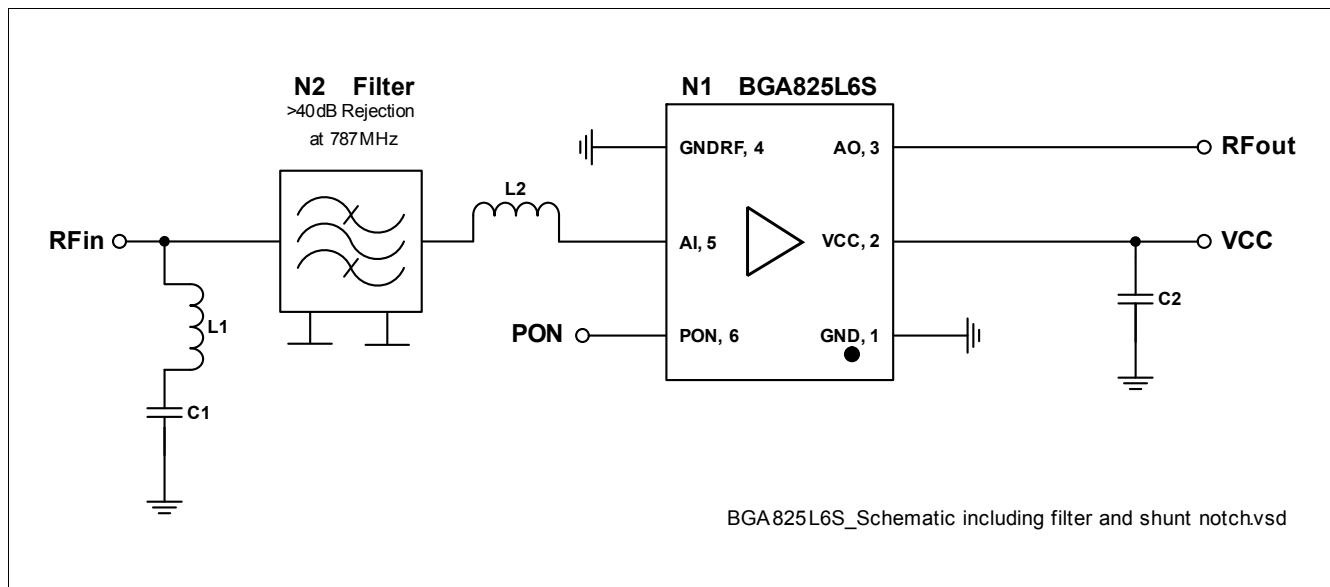 N2 Filter
>40dB Rejection
at 787MHz
N1 BGA825L6S
GNDRF, 4
AO, 3
RFout
L2
RFin
AI, 5
VCC, 2
VCC
L1
C2
PON
PON, 6
GND, 1
C1
BGA825L6S_Schematic including filter and shunt notch.vsd